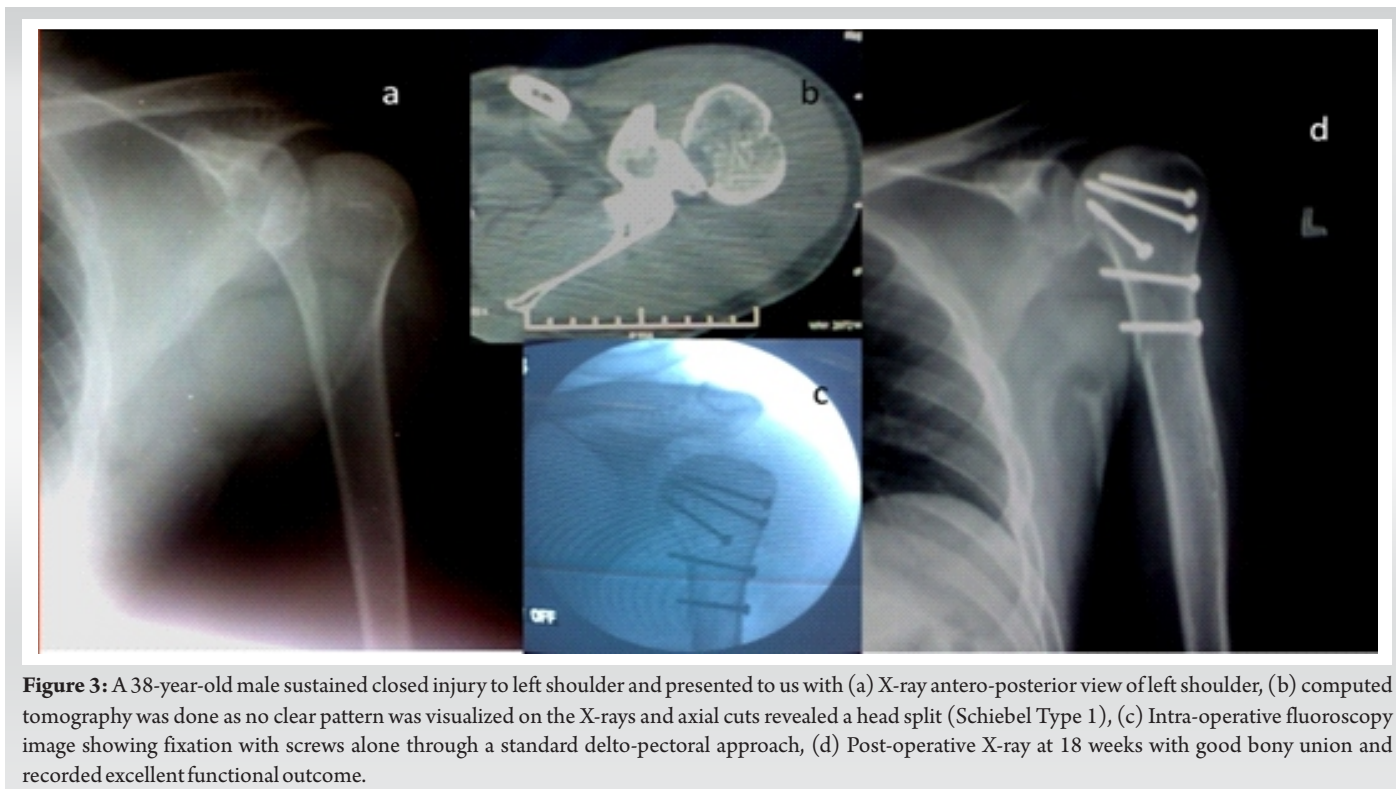 a
b
c
OFF
d
L
Figure 3: A 38-year-old male sustained closed injury to left shoulder and presented to us with (a) X-ray antero-posterior view of left shoulder, (b) computed
tomography was done as no clear pattern was visualized on the X-rays and axial cuts revealed a head split (Schiebel Type 1), (c) Intra-operative fluoroscopy
image showing fixation with screws alone through a standard delto-pectoral approach, (d) Post-operative X-ray at 18 weeks with good bony union and
recorded excellent functional outcome.